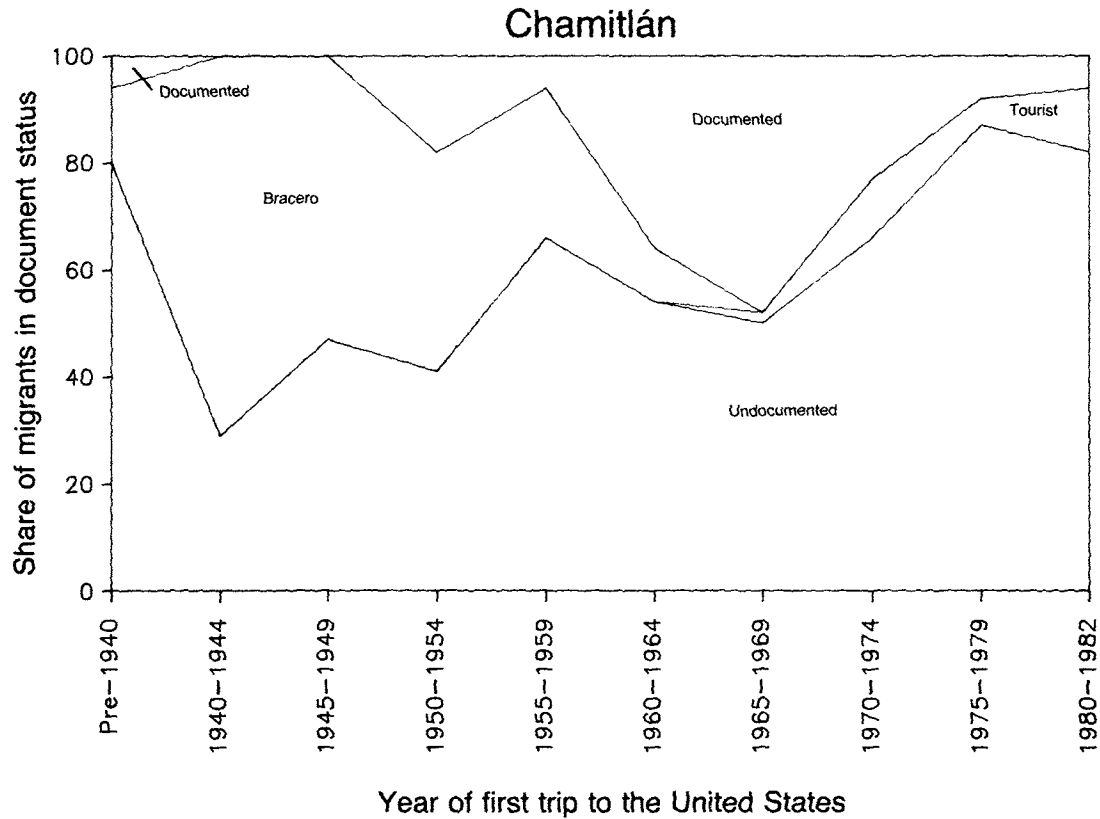 Chamitlán
Share of migrants in document status
100
80
60
40
20
0
Documented
Bracero
Documented
Tourist
Undocumented
Pre-1940
1940-1944
1945-1949
1950-1954
1955-1959
1960-1964
1965-1969
1970-1974
1975-1979
1980-1982
Year of first trip to the United States